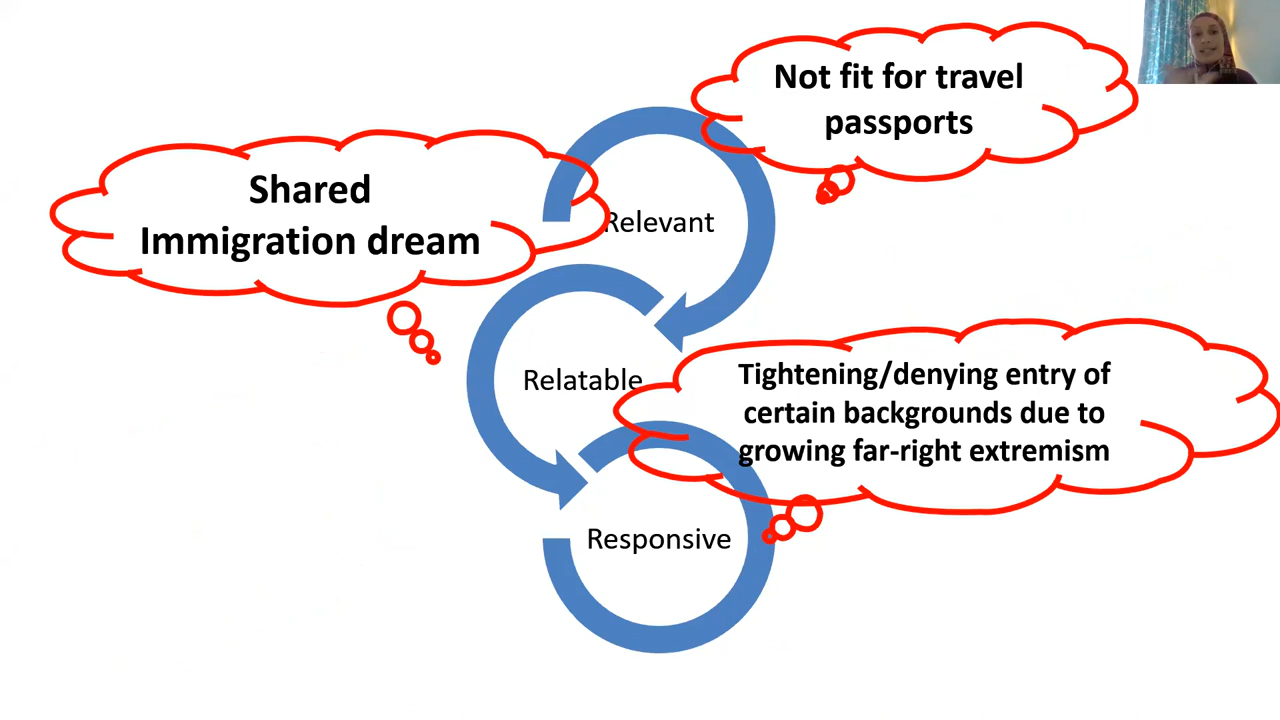 Not fit for travel
passports
Shared
Immigration dream
Relevant
Relatable
Tightening/denying entry of
certain backgrounds due to
growing far-right extremism
Responsive